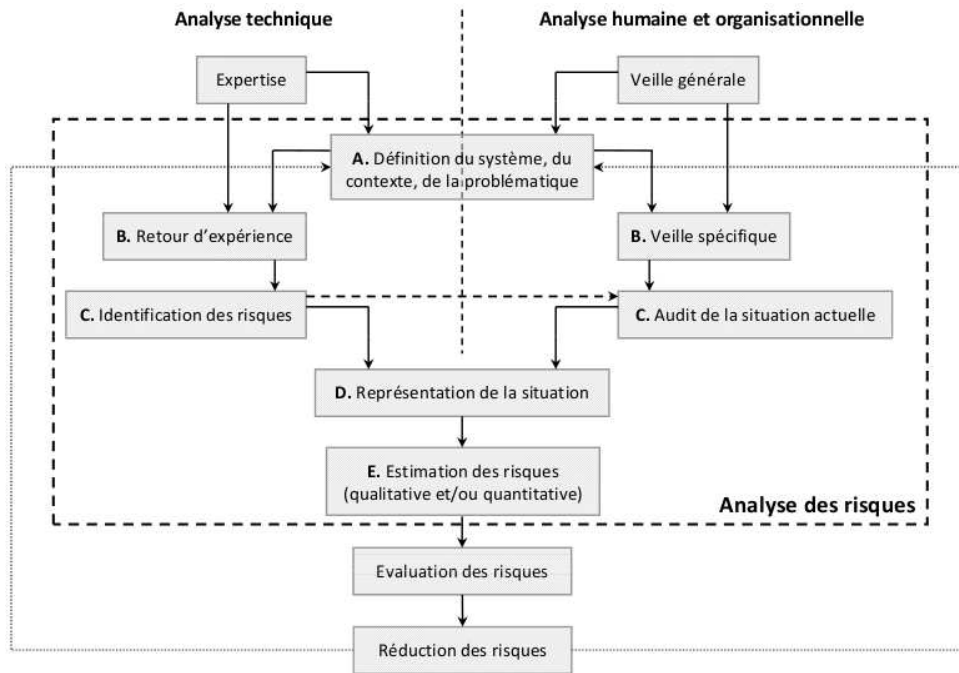 Analyse technique
Analyse humaine et organisationnelle
Expertise
Veille générale
A. Définition du système, du
contexte, de la problématique
B. Retour d’expérience
B. Veille spécifique
C. Identification des risques
C. Audit de la situation actuelle
D. Représentation de la situation
E. Estimation des risques
(qualitative et/ou quantitative)
Analyse des risques
Evaluation des risques
Réduction des risques